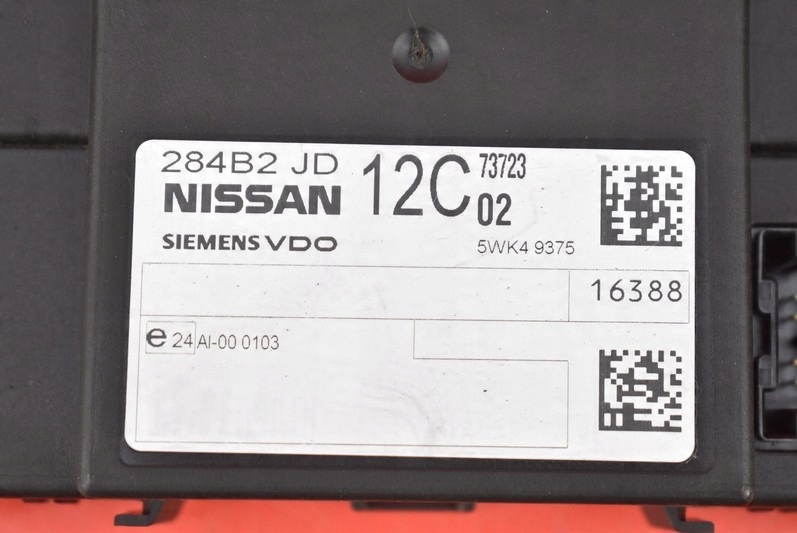 284B2 JD 12C 73723
NISSAN 02
SIEMENS VDO 5WK4 9375
16388
e 24 AI-00 0103